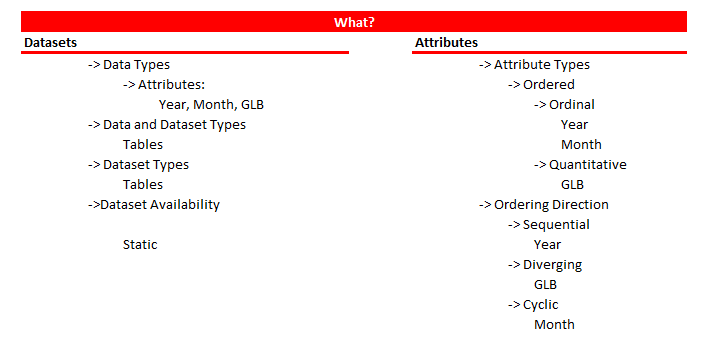 What?
Datasets
-> Data Types
-> Attributes:
Year, Month, GLB
-> Data and Dataset Types
Tables
-> Dataset Types
Tables
->Dataset Availability
Static
Attributes
-> Attribute Types
-> Ordered
-> Ordinal
Year
Month
-> Quantitative
GLB
-> Ordering Direction
-> Sequential
Year
-> Diverging
GLB
-> Cyclic
Month